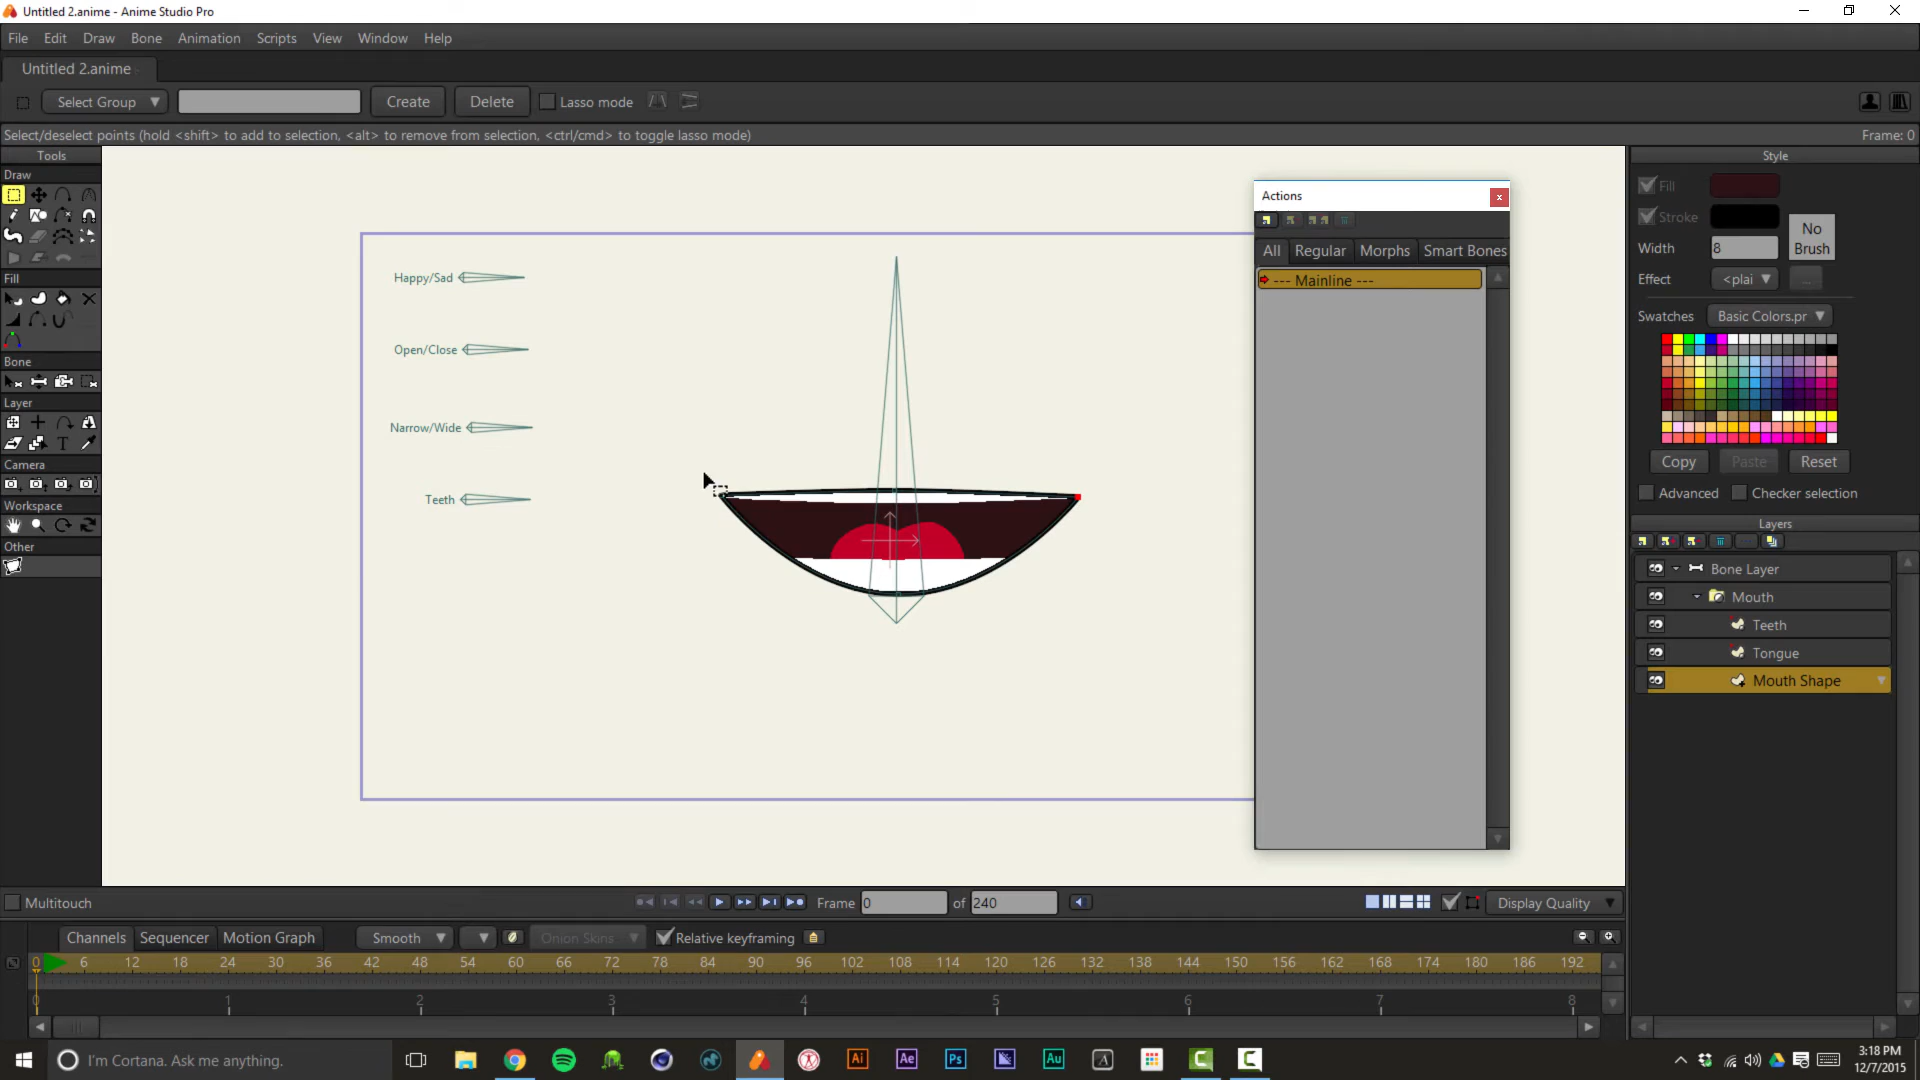 Untitled 2.anime - Anime Studio Pro
File Edit Draw Bone Animation Scripts View Window Help
Untitled 2.anime
Select Group Create Delete Lasso mode
Select/deselect points (hold <shift> to add to selection, <alt> to remove from selection, <ctrl/cmd> to toggle lasso mode) Frame: 0
Tools
Draw
Fill
Bone
Layer
Camera
Workspace
Other
Happy/Sad
Open/Close
Narrow/Wide
Teeth
Actions
All Regular Morphs Smart Bones
--- Mainline ---
Style
Fill
Stroke
Width 8
No Brush
Effect <plai
Swatches Basic Colors.pr
Copy Paste Reset
Advanced Checker selection
Layers
Bone Layer
Mouth
Teeth
Tongue
Mouth Shape
Multitouch Frame 0 of 240 Display Quality
Channels Sequencer Motion Graph Smooth Onion Skins Relative keyframing
0 6 12 18 24 30 36 42 48 54 60 66 72 78 84 90 96 102 108 114 120 126 132 138 144 150 156 162 168 174 180 186 192
0 1 2 3 4 5 6 7 8
I'm Cortana. Ask me anything.
Ai Ae Ps Au A C C
3:18 PM
12/7/2015